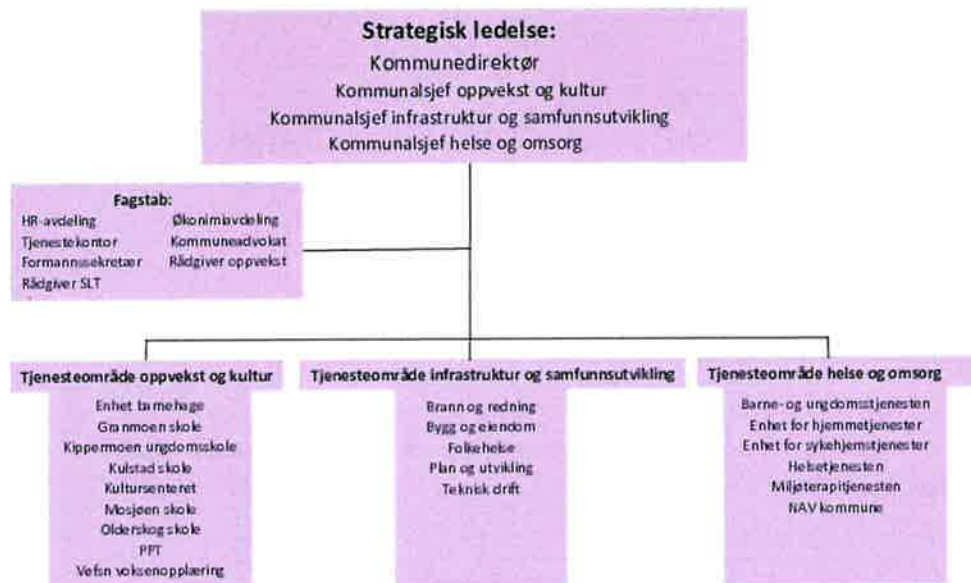 Strategisk ledelse:
Kommunedirektør
Kommunalsjef oppvekst og kultur
Kommunalsjef infrastruktur og samfunnsutvikling
Kommunalsjef helse og omsorg
Fagstab:
HR-avdeling
Tjenestekontor
Formannssekretær
Rådgiver SLT
Økonimiavdeling
Kommuneadvokat
Rådgiver oppvekst
Tjenesteområde oppvekst og kultur
Enhet barnehage
Granmoen skole
Kippermoen ungdomsskole
Kulstad skole
Kultursenteret
Mosjøen skole
Olderskog skole
PPT
Vefsn voksenopplæring
Tjenesteområde infrastruktur og samfunnsutvikling
Brann og redning
Bygg og eiendom
Folkehelse
Plan og utvikling
Teknisk drift
Tjenesteområde helse og omsorg
Barne- og ungdomsstjenesten
Enhet for hjemmetjenester
Enhet for sykehjemstjenester
Helsetjenesten
Miljøterapitjenesten
NAV kommune